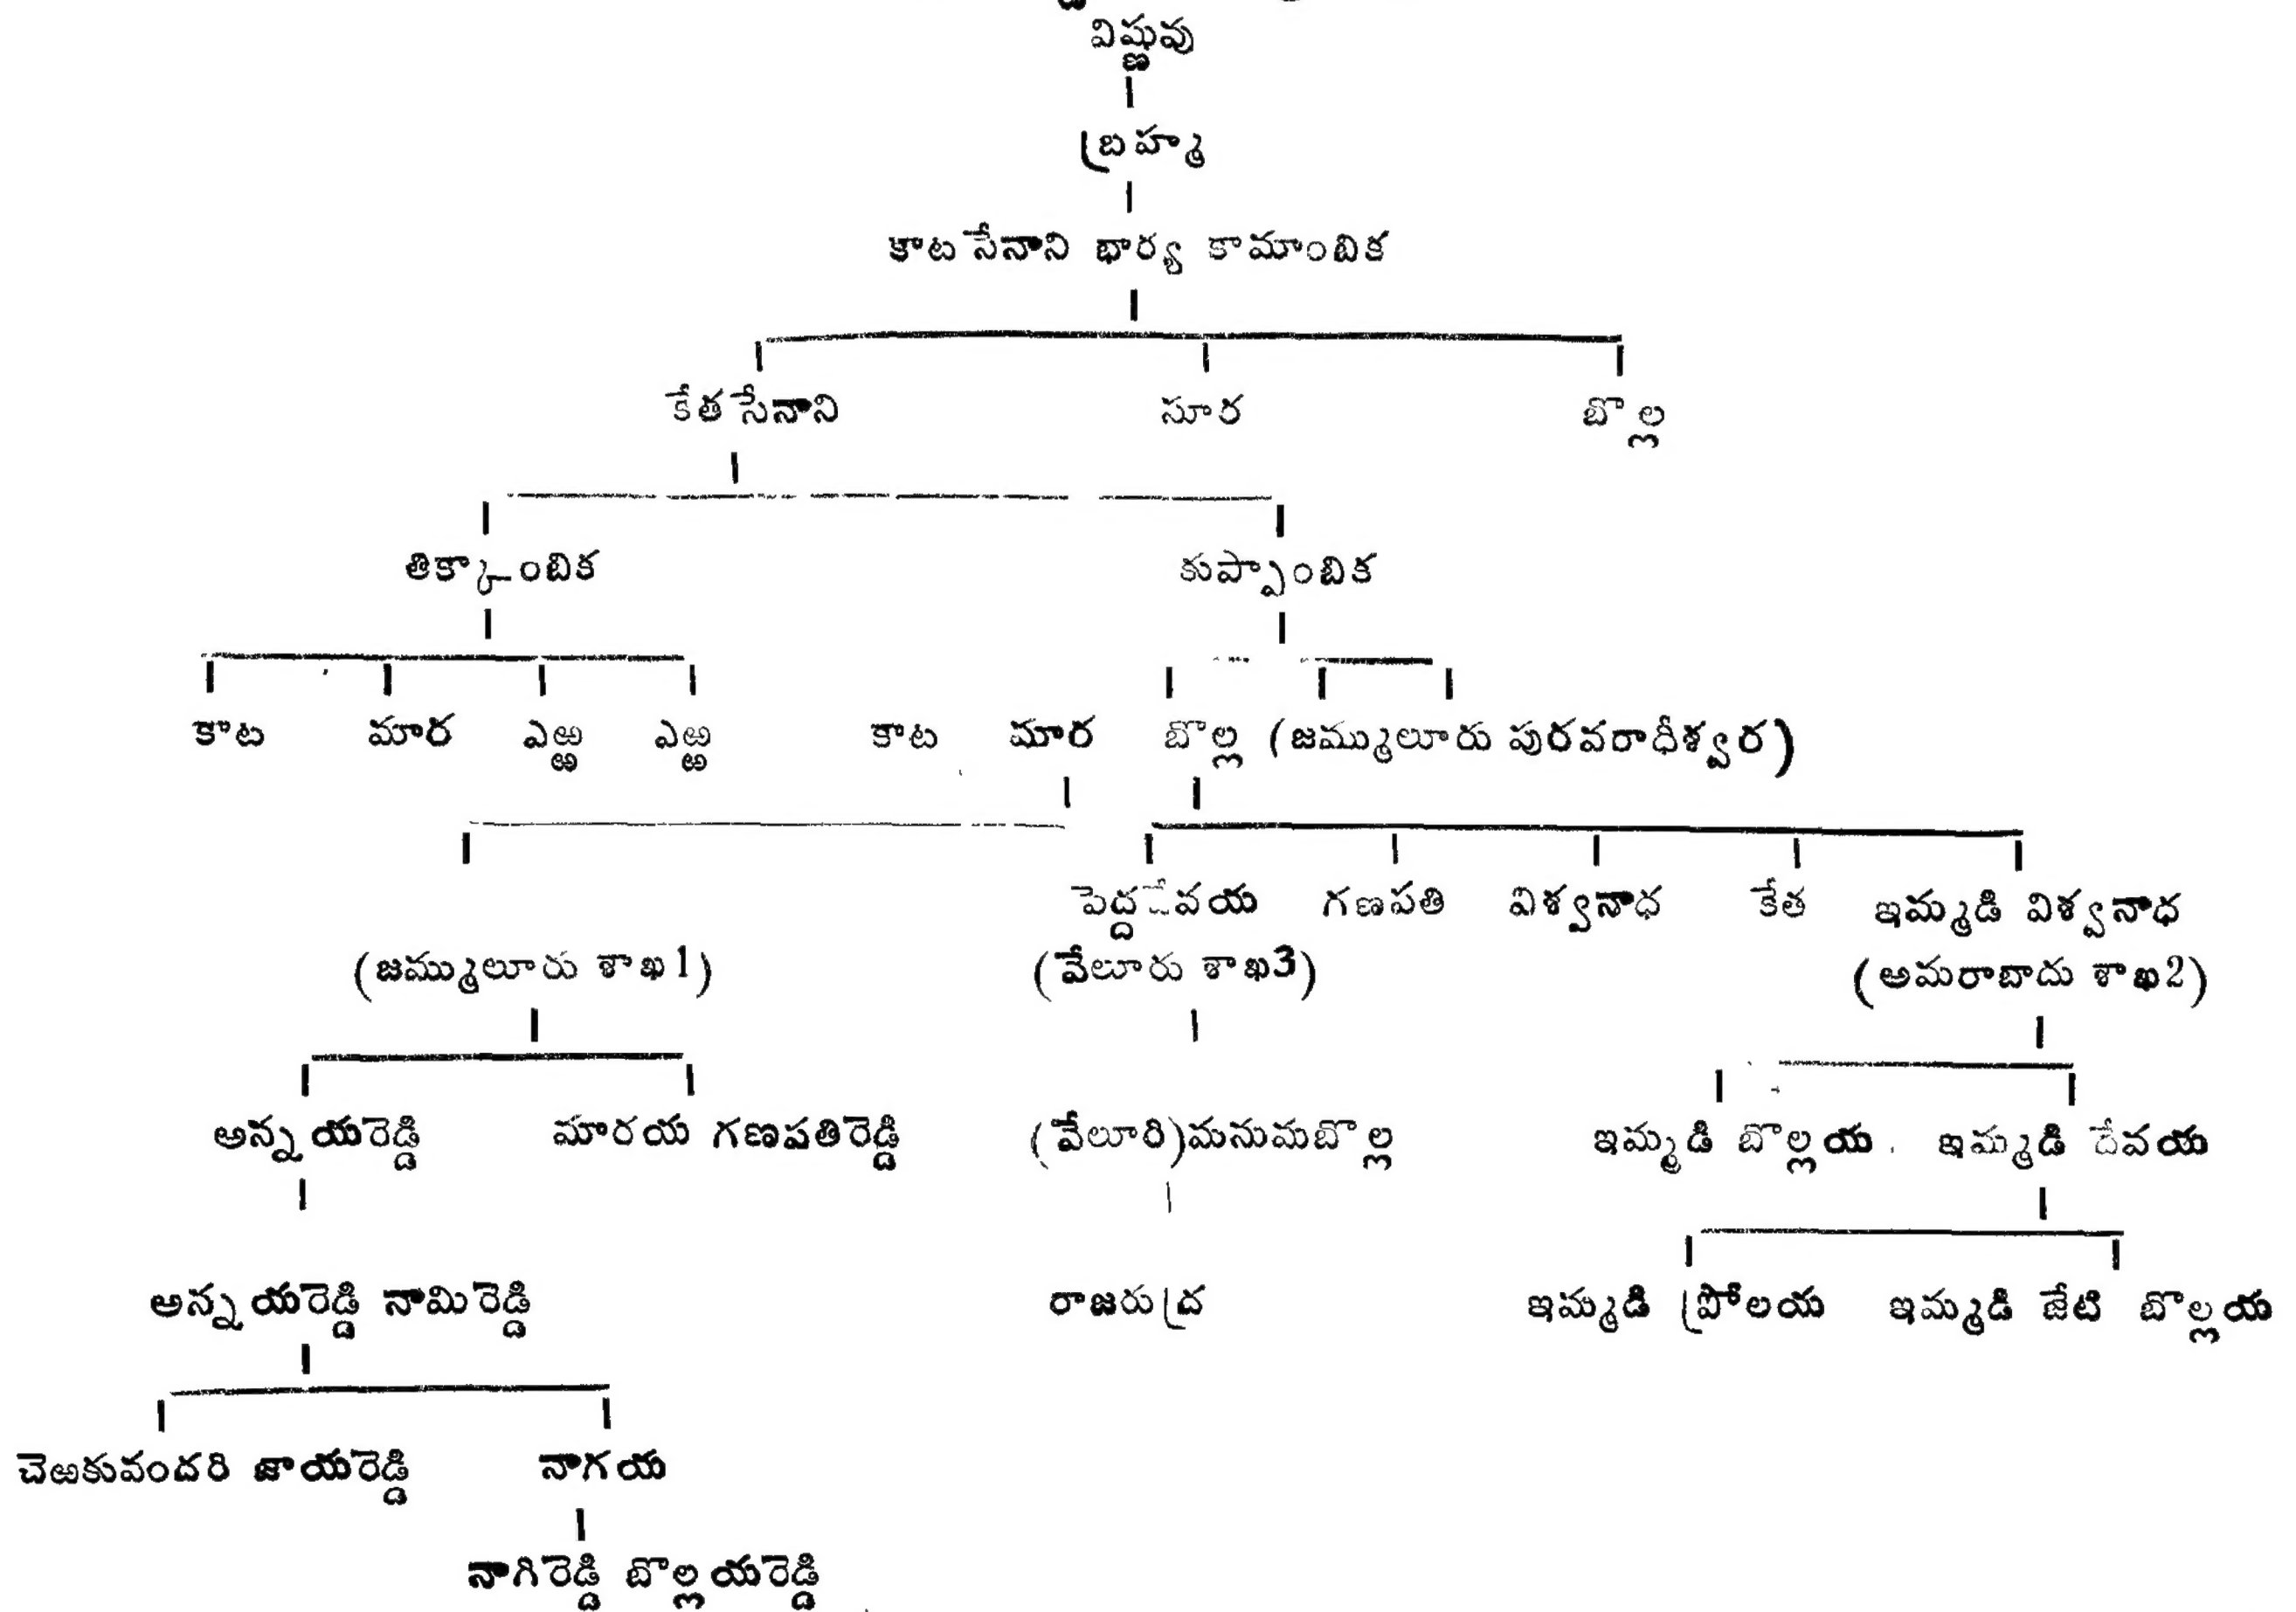 విష్ణువు
బ్రహ్మ
కాటసేనాని భార్య కామాంబిక
కేతసేనాని సూర బొల్ల
తిక్కాంబిక కుప్పాంబిక
కాట మార ఎఱ్ఱ ఎఱ్ఱ కాట మార బొల్ల (జమ్ములూరు పురవరాధీశ్వర)
పెద్దదేవయ గణపతి విశ్వనాధ కేత ఇమ్మడి విశ్వనాధ
(జమ్ములూరు శాఖ1) (వేలూరు శాఖ3) (అమరాబాదు శాఖ2)
అన్నయరెడ్డి మారయ గణపతిరెడ్డి (వేలూరి)మనుమబొల్ల ఇమ్మడి బొల్లయ ఇమ్మడి దేవయ
అన్నయరెడ్డి నామిరెడ్డి రాజరుద్ర ఇమ్మడి ప్రోలయ ఇమ్మడి జేటి బొల్లయ
చెఱకువందరి జాయరెడ్డి నాగయ
నాగిరెడ్డి బొల్లయరెడ్డి